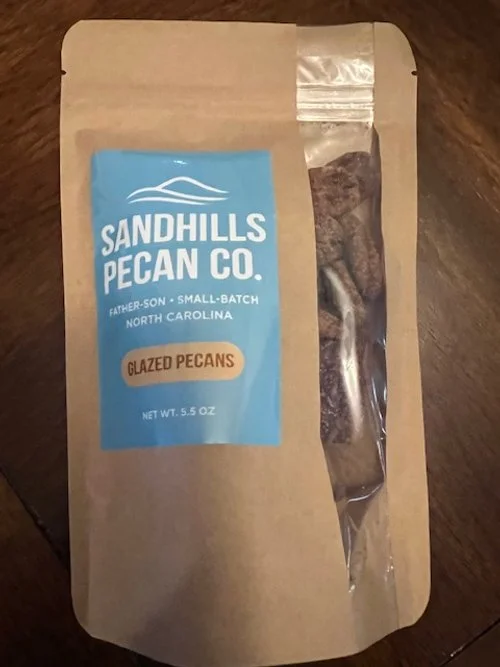 SANDHILLS
PECAN CO.
FATHER-SON • SMALL-BATCH
NORTH CAROLINA
GLAZED PECANS
NET WT. 5.5 OZ